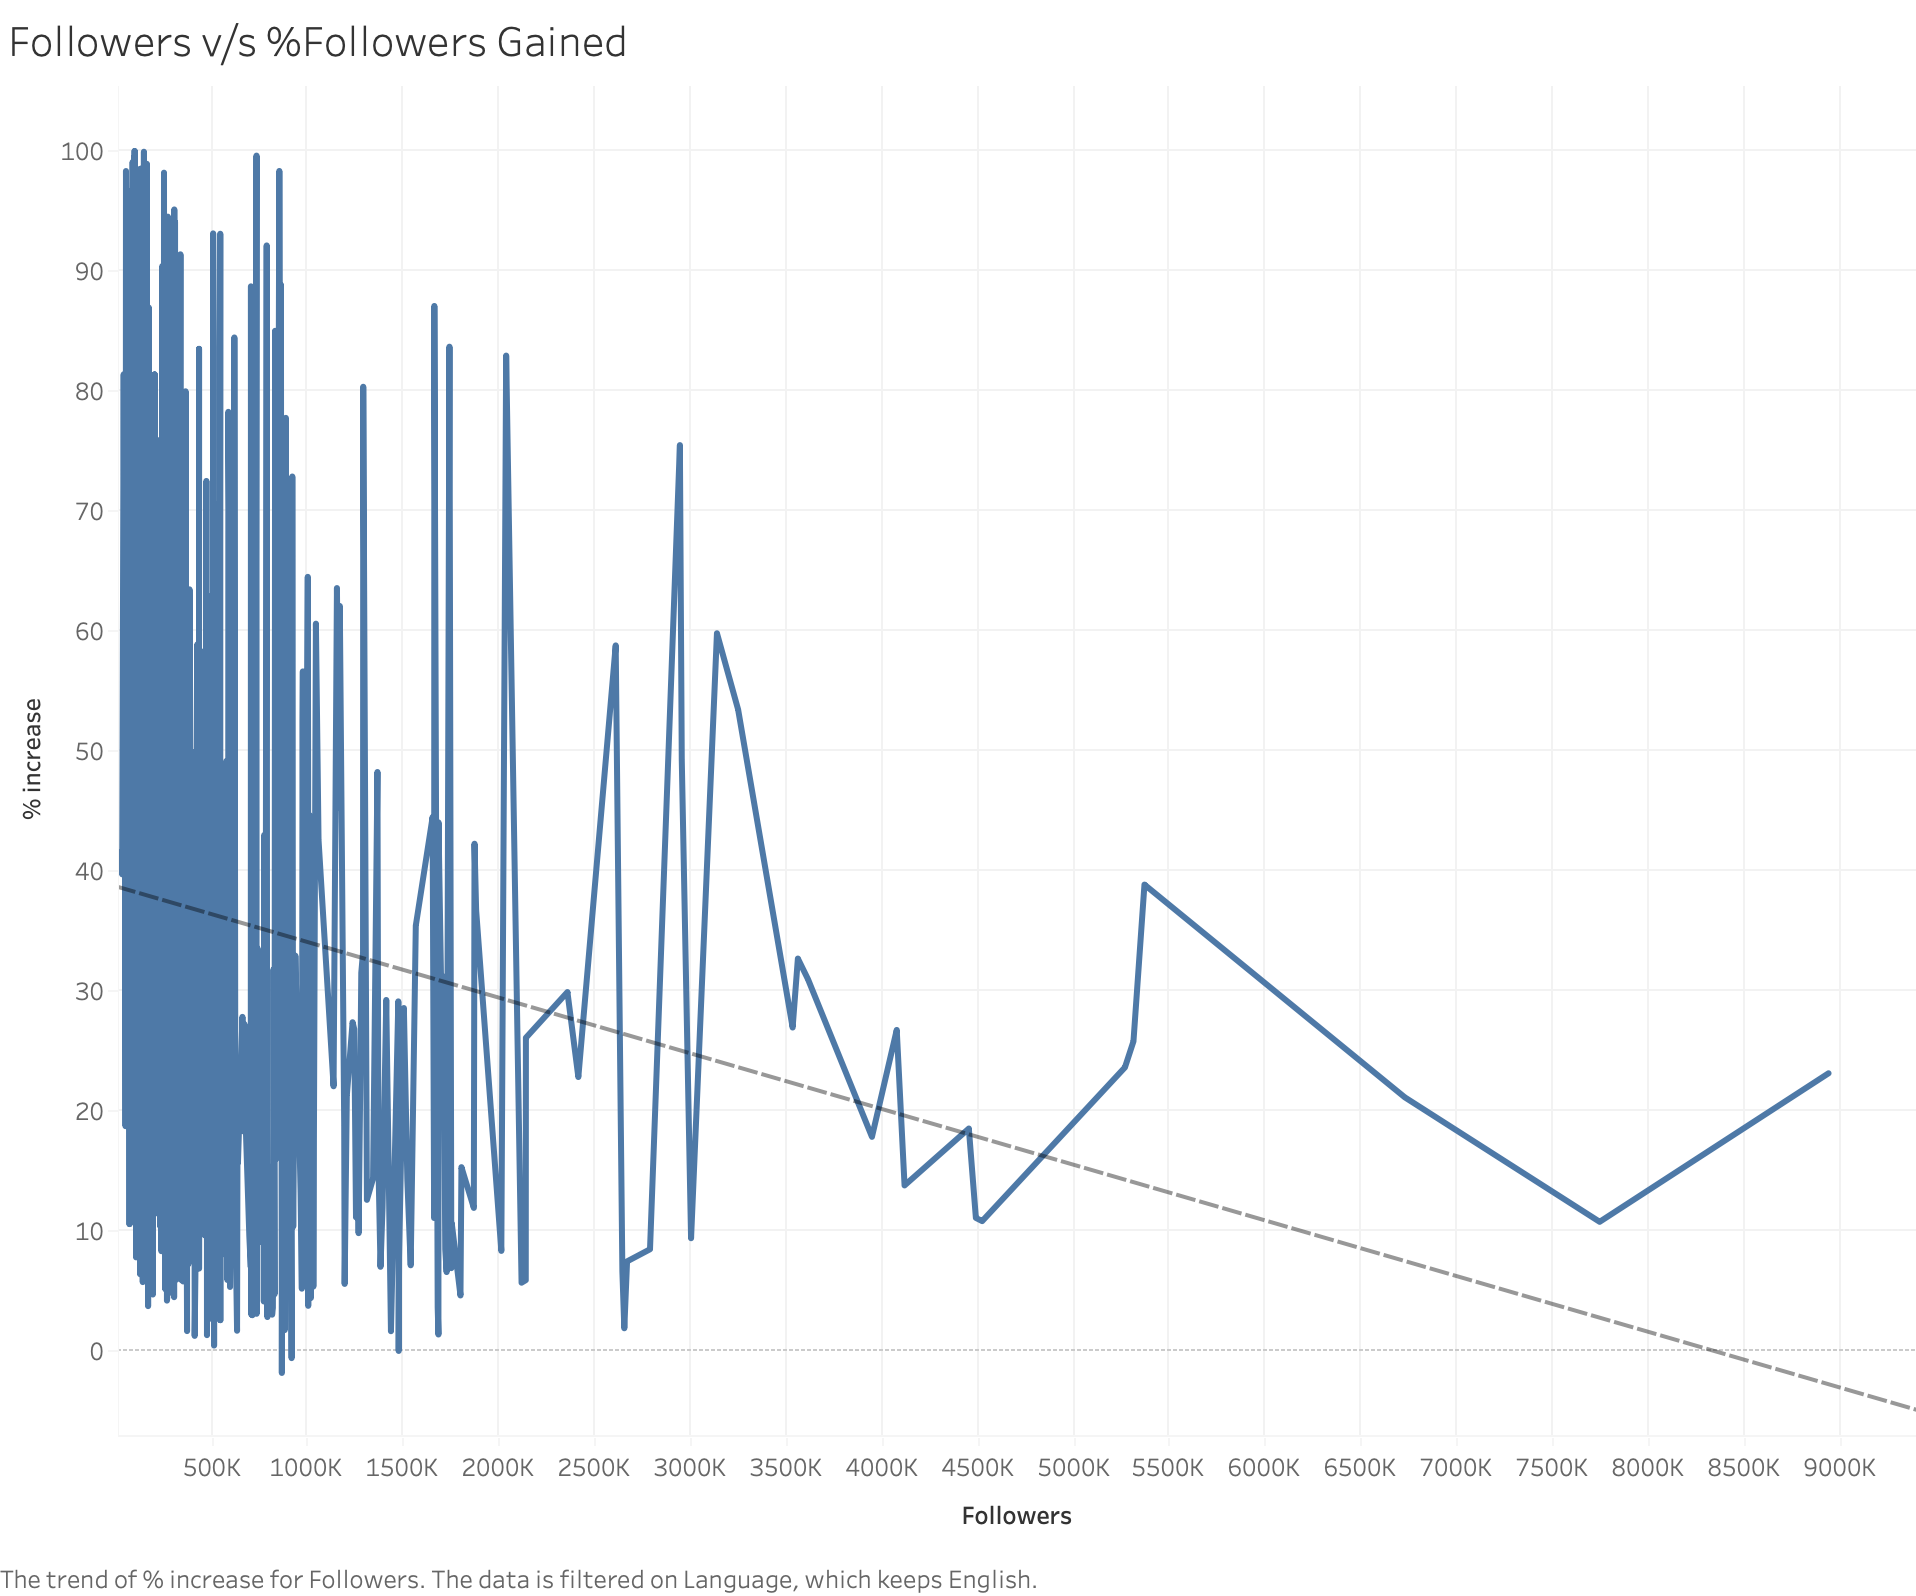 Followers v/s %Followers Gained
100
90
80
70
60
50
40
30
20
10
0
% increase
500K 1000K 1500K 2000K 2500K 3000K 3500K 4000K 4500K 5000K 5500K 6000K 6500K 7000K 7500K 8000K 8500K 9000K
Followers
The trend of % increase for Followers. The data is filtered on Language, which keeps English.